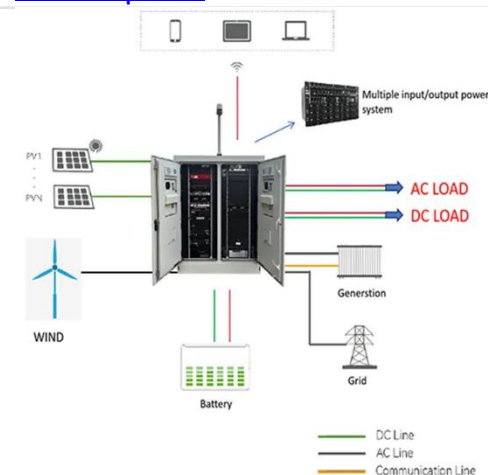 Multiple input/output power
system
PV1
PVN
AC LOAD
DC LOAD
WIND
Generstion
Grid
Battery
DC Line
AC Line
Communication Line